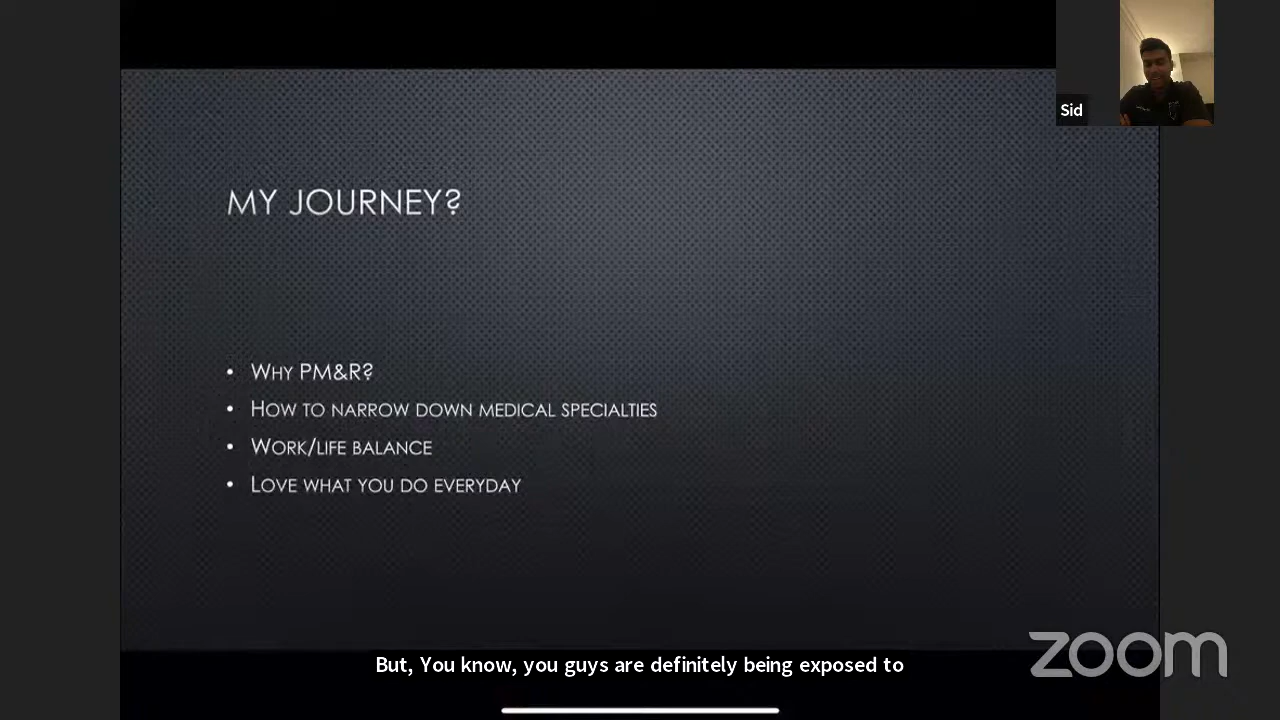 Sid
MY JOURNEY?
• WHY PM&R?
• HOW TO NARROW DOWN MEDICAL SPECIALTIES
• WORK/LIFE BALANCE
• LOVE WHAT YOU DO EVERYDAY
But, You know, you guys are definitely being exposed to
zoom